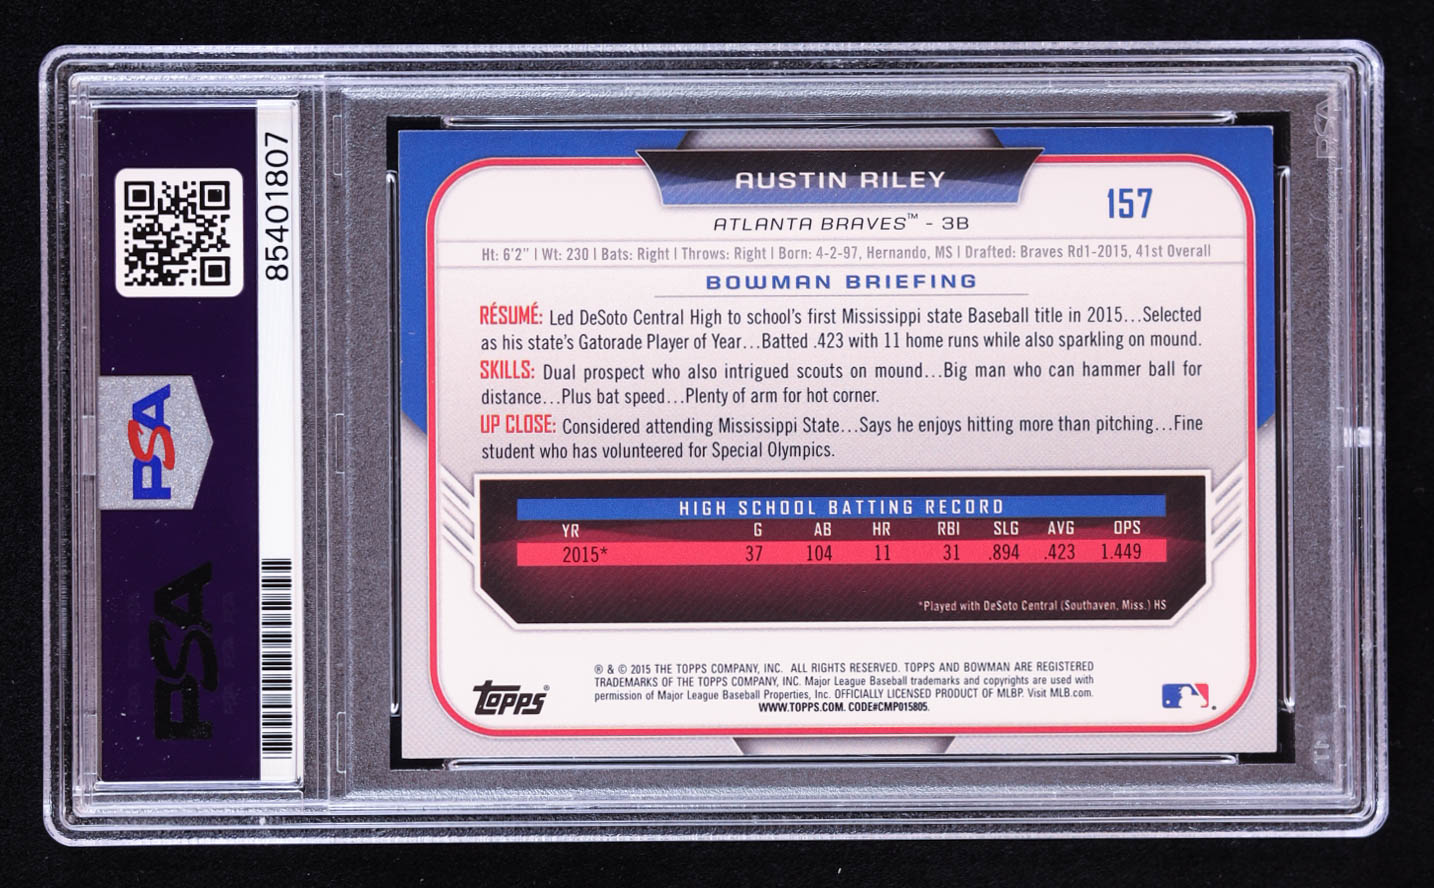 AUSTIN RILEY
157
ATLANTA BRAVES™ - 3B
Ht: 6'2" | Wt: 230 | Bats: Right | Throws: Right | Born: 4-2-97, Hernando, MS | Drafted: Braves Rd1-2015, 41st Overall
BOWMAN BRIEFING
RÉSUMÉ: Led DeSoto Central High to school's first Mississippi state Baseball title in 2015...Selected
as his state's Gatorade Player of Year...Batted .423 with 11 home runs while also sparkling on mound.
SKILLS: Dual prospect who also intrigued scouts on mound...Big man who can hammer ball for
distance...Plus bat speed...Plenty of arm for hot corner.
UP CLOSE: Considered attending Mississippi State...Says he enjoys hitting more than pitching...Fine
student who has volunteered for Special Olympics.
HIGH SCHOOL BATTING RECORD
YR G AB HR RBI SLG AVG OPS
2015* 37 104 11 31 .894 .423 1.449
*Played with DeSoto Central (Southaven, Miss.) HS
® & © 2015 THE TOPPS COMPANY, INC. ALL RIGHTS RESERVED. TOPPS AND BOWMAN ARE REGISTERED
TRADEMARKS OF THE TOPPS COMPANY, INC. Major League Baseball trademarks and copyrights are used with
permission of Major League Baseball Properties, Inc. OFFICIALLY LICENSED PRODUCT OF MLBP. Visit MLB.com.
WWW.TOPPS.COM. CODE#CMP015805.
Topps®
85401807
PSA
PSA
PSA